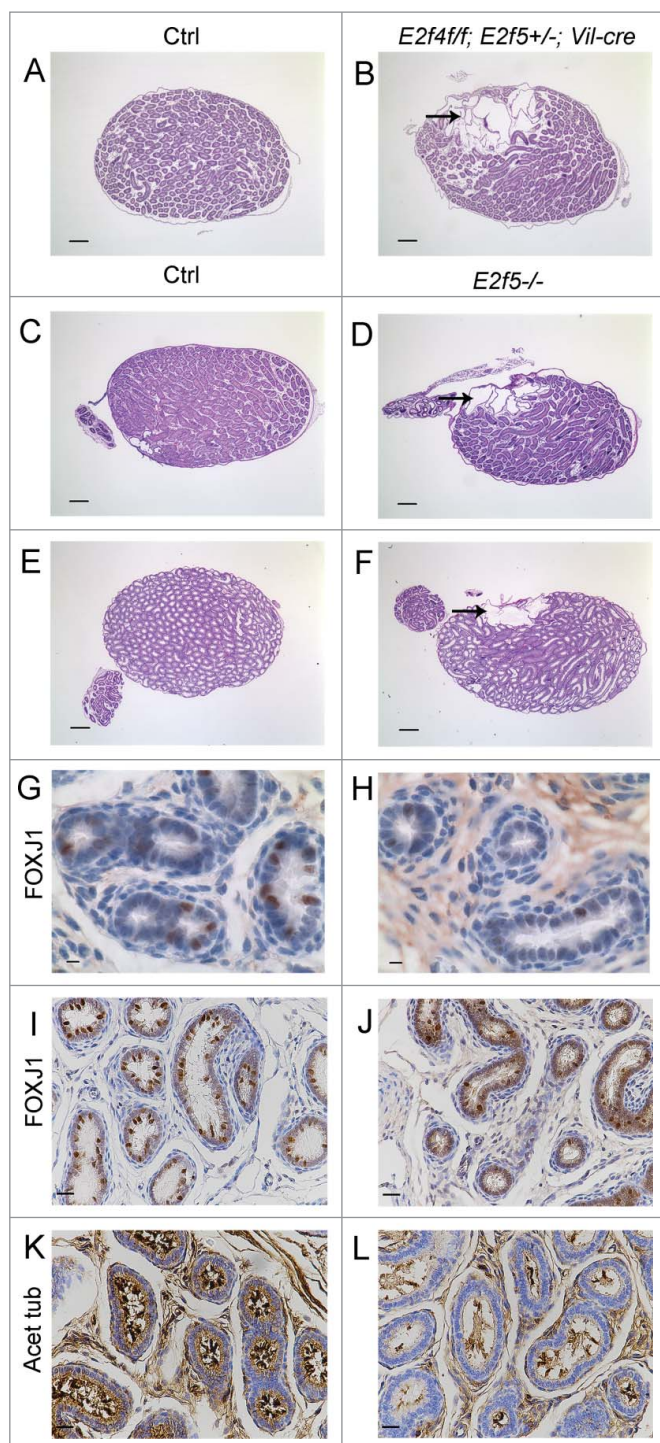 Ctrl
E2f4f/f; E2f5+/-; Vil-cre
A
B
Ctrl
E2f5-/-
C
D
E
F
G
H
FOXJ1
I
J
FOXJ1
K
L
Acet tub